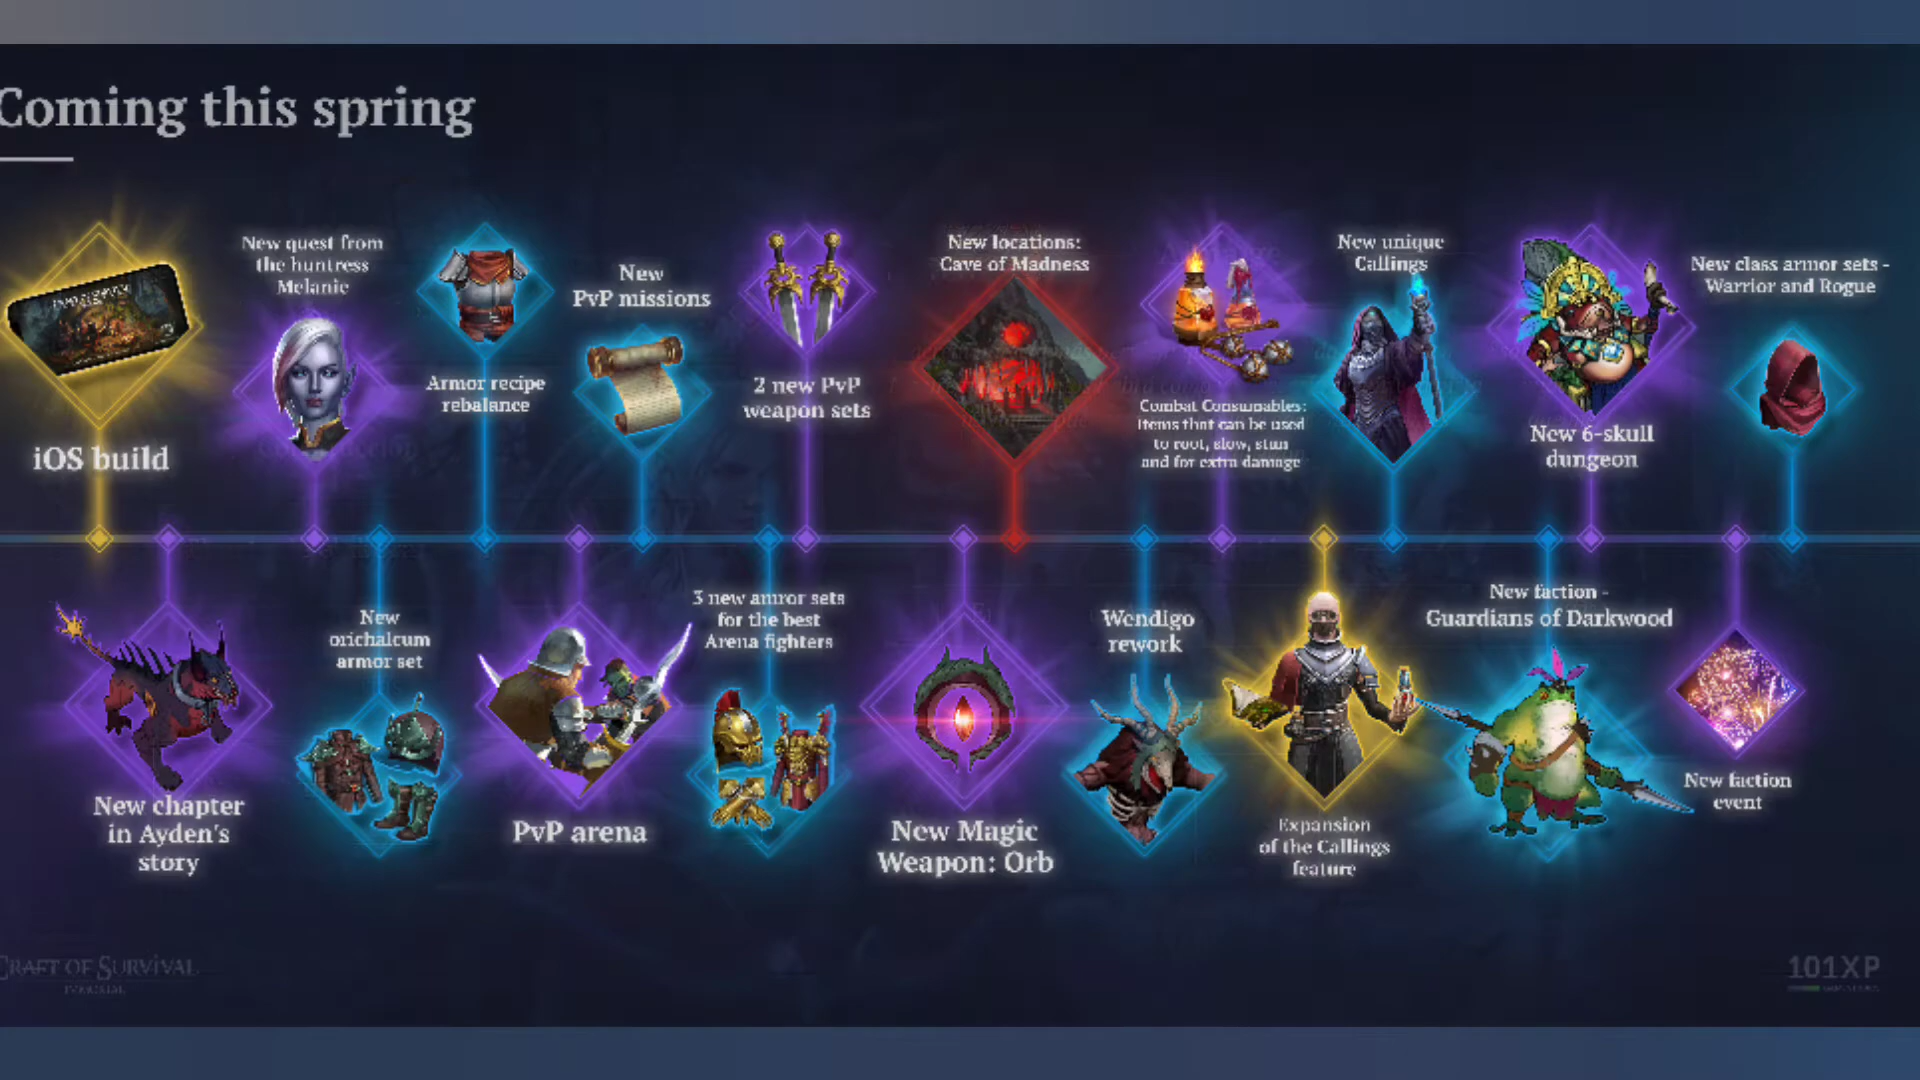 Coming this spring
iOS build
New quest from
the huntress
Melanie
Armor recipe
rebalance
New
PvP missions
2 new PvP
weapon sets
New locations:
Cave of Madness
Combat Consumables:
items that can be used
to root, slow, stun
and for extra damage
New unique
Callings
New 6-skull
dungeon
New class armor sets -
Warrior and Rogue
New chapter
in Ayden's
story
New
orichalcum
armor set
PvP arena
3 new armor sets
for the best
Arena fighters
New Magic
Weapon: Orb
Wendigo
rework
Expansion
of the Callings
feature
New faction -
Guardians of Darkwood
New faction
event
CRAFT OF SURVIVAL
IMMORTAL
101XP